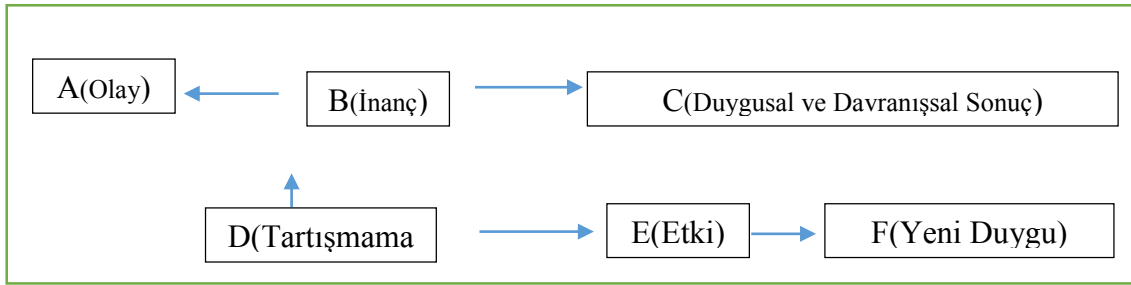 A(Olay)
B(İnanç)
C(Duygusal ve Davranışsal Sonuç)
D(Tartışmama
E(Etki)
F(Yeni Duygu)